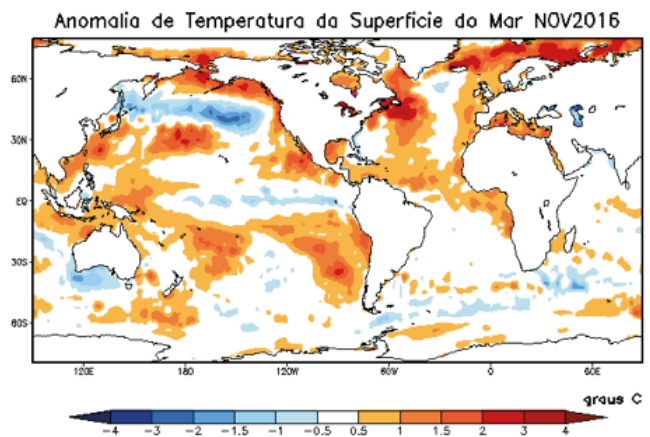 Anomalia de Temperatura da Superficie do Mar NOV2016
60N
30N
EQ
30S
60S
120E 180 120W 60W 0 60E
graus C
-4 -3 -2 -1.5 -1 -0.5 0.5 1 1.5 2 3 4